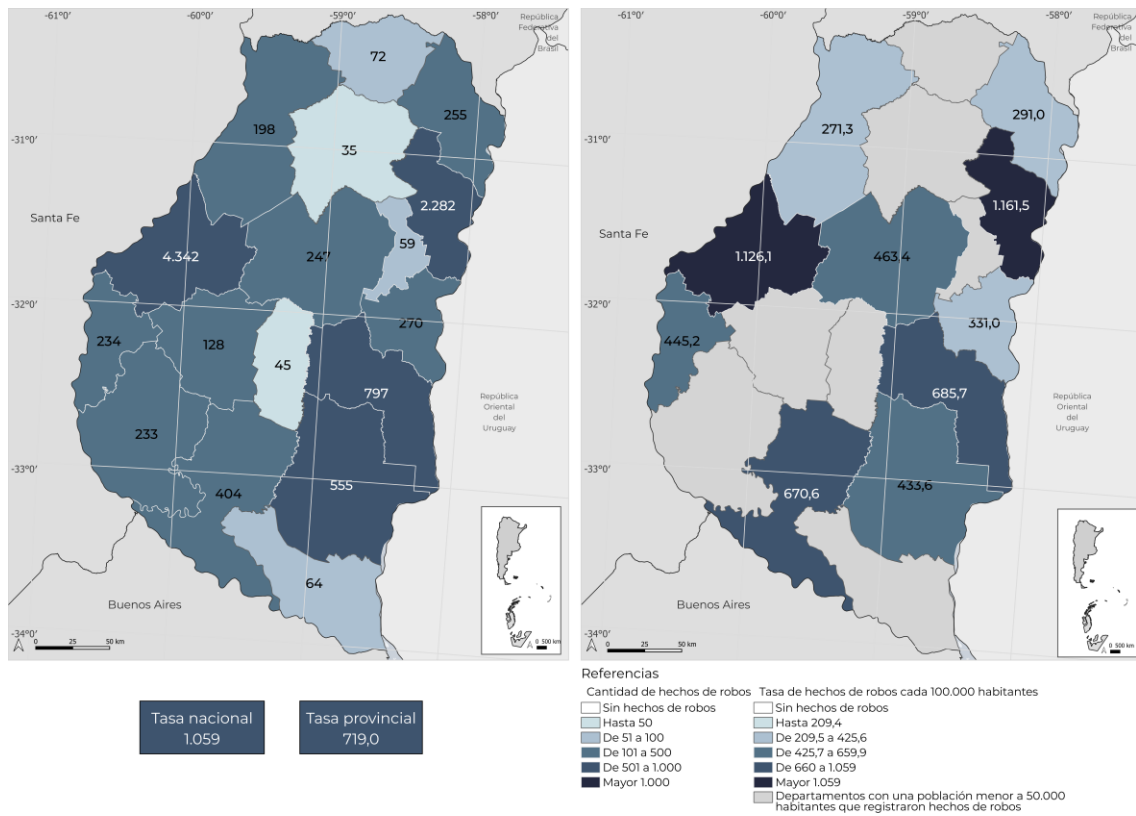 -61°0'
-60°0'
-59°0'
-58°0'
República
Federativa
del
Brasil
72
255
-31°0'
198
35
2.282
Santa Fe
59
4.342
247
-32°0'
270
234
128
45
797
República
Oriental
del
Uruguay
233
-33°0'
404
555
64
Buenos Aires
-34°0'
A
0 25 50 km
A 0 500 km
-61°0'
-60°0'
-59°0'
-58°0'
República
Federativa
del
Brasil
291,0
-31°0'
271,3
1.161,5
Santa Fe
1.126,1
463,4
-32°0'
331,0
445,2
685,7
República
Oriental
del
Uruguay
-33°0'
670,6
433,6
Buenos Aires
-34°0'
A
0 25 50 km
A 0 500 km
Tasa nacional
1.059
Tasa provincial
719,0
Referencias
Cantidad de hechos de robos
Sin hechos de robos
Hasta 50
De 51 a 100
De 101 a 500
De 501 a 1.000
Mayor 1.000
Tasa de hechos de robos cada 100.000 habitantes
Sin hechos de robos
Hasta 209,4
De 209,5 a 425,6
De 425,7 a 659,9
De 660 a 1.059
Mayor 1.059
Departamentos con una población menor a 50.000
habitantes que registraron hechos de robos